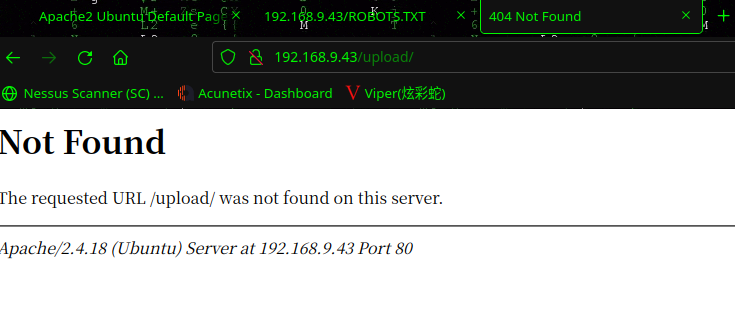 Apache2 Ubuntu Default Pag
192.168.9.43/ROBOTS.TXT
404 Not Found
192.168.9.43/upload/
Nessus Scanner (SC) ... Acunetix - Dashboard Viper(炫彩蛇)
Not Found
The requested URL /upload/ was not found on this server.
Apache/2.4.18 (Ubuntu) Server at 192.168.9.43 Port 80